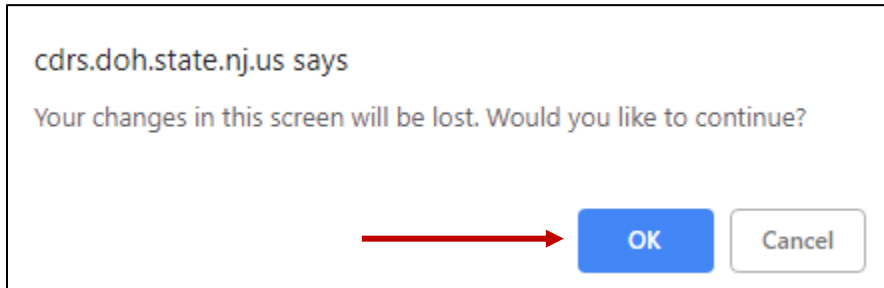 cdrs.doh.state.nj.us says
Your changes in this screen will be lost. Would you like to continue?
OK
Cancel